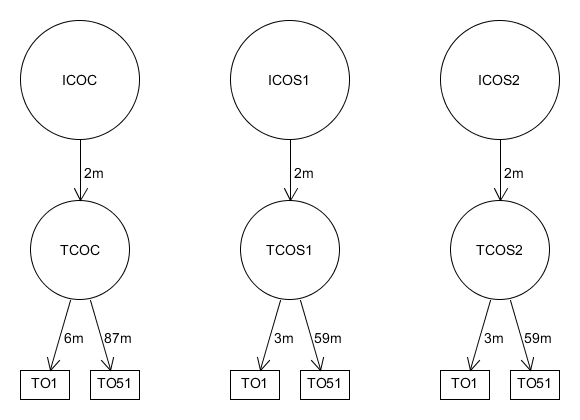 ICOC ICOS1 ICOS2
2m 2m 2m
TCOC TCOS1 TCOS2
6m 87m 3m 59m 3m 59m
TO1 TO51 TO1 TO51 TO1 TO51